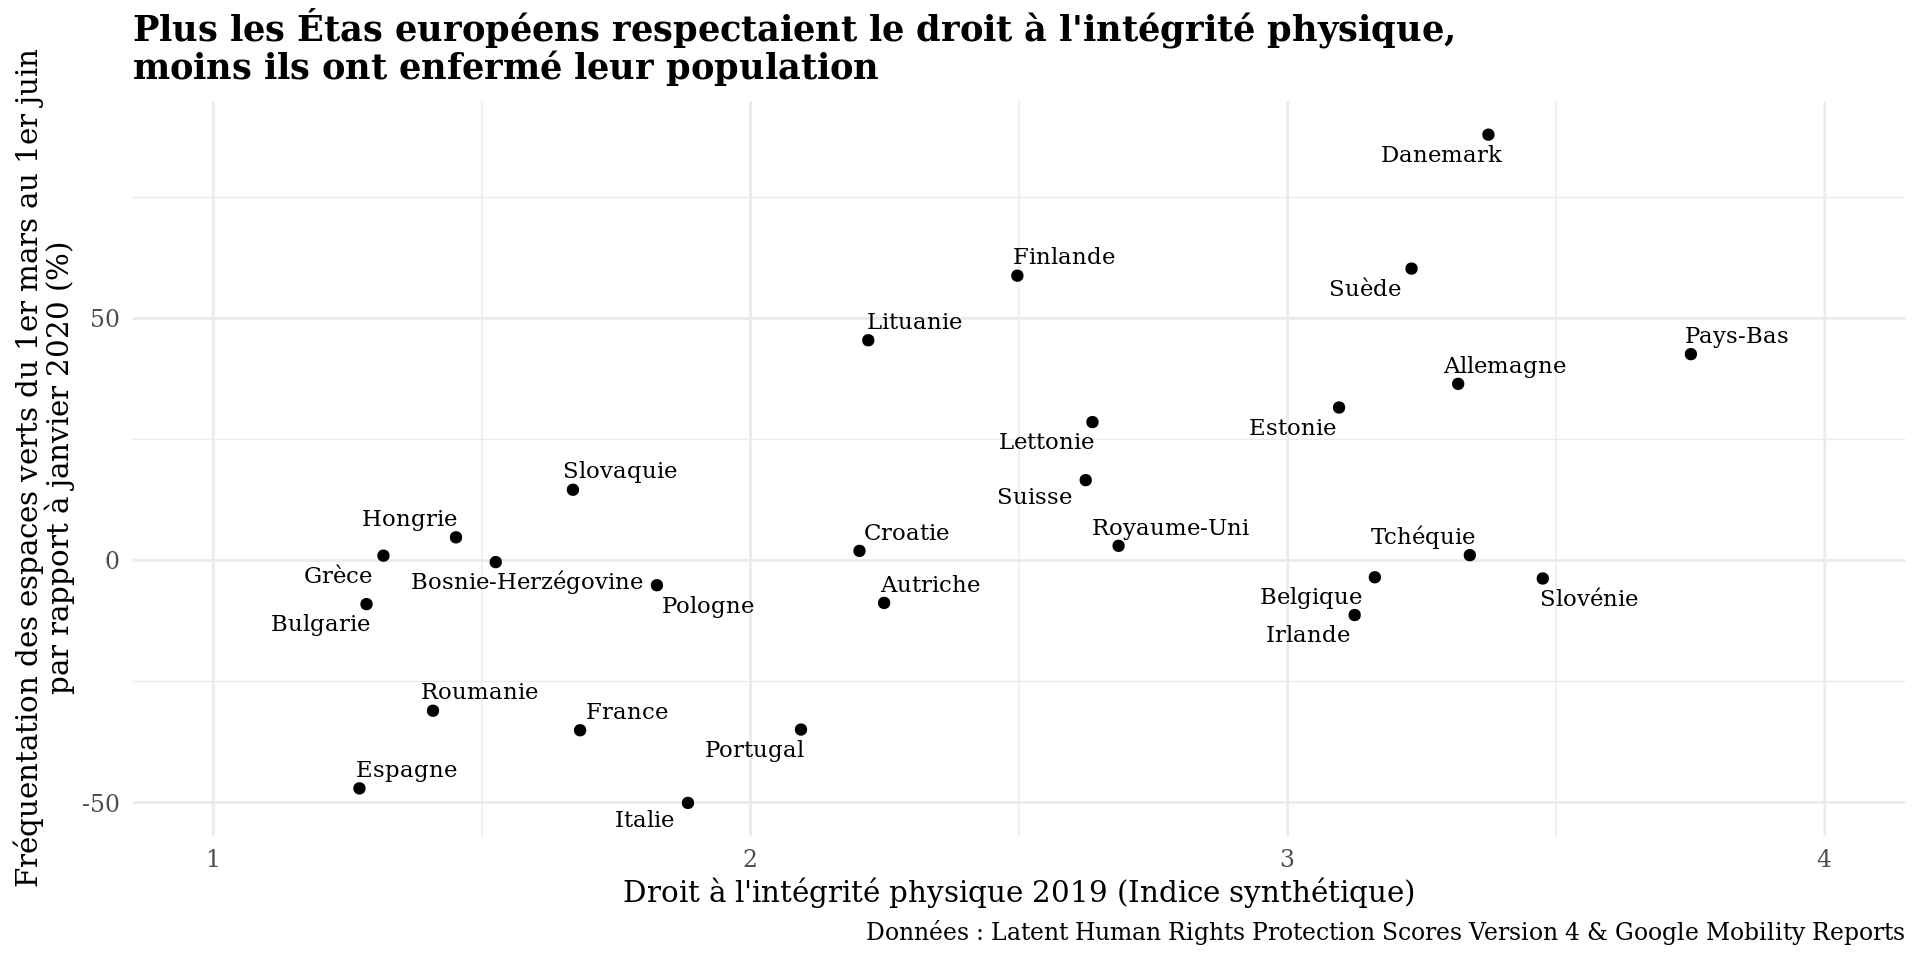 Plus les Étas européens respectaient le droit à l'intégrité physique,
moins ils ont enfermé leur population
Fréquentation des espaces verts du 1er mars au 1er juin
par rapport à janvier 2020 (%)
50
0
-50
Danemark
Finlande
Suède
Lituanie
Pays-Bas
Allemagne
Estonie
Lettonie
Slovaquie
Suisse
Hongrie
Croatie
Royaume-Uni
Tchéquie
Grèce
Bosnie-Herzégovine
Autriche
Belgique
Slovénie
Pologne
Bulgarie
Irlande
Roumanie
France
Portugal
Espagne
Italie
1
2
3
4
Droit à l'intégrité physique 2019 (Indice synthétique)
Données : Latent Human Rights Protection Scores Version 4 & Google Mobility Reports